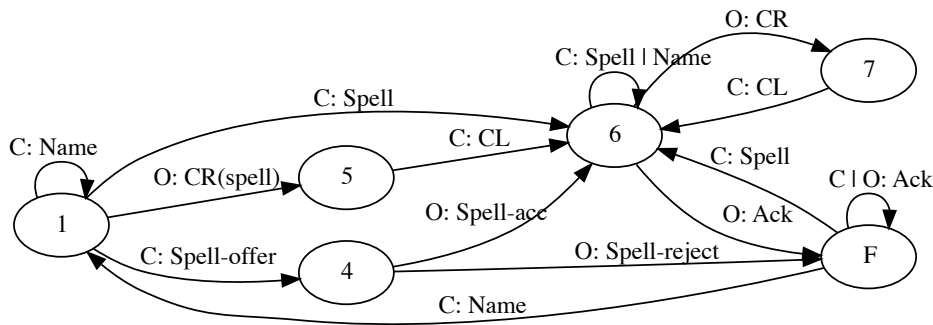 O: CR
C: Spell | Name
7
C: CL
C: Spell
6
C: Name
C: CL
C: Spell
C | O: Ack
O: CR(spell)
5
1
O: Spell-acc
O: Ack
C: Spell-offer
O: Spell-reject
F
4
C: Name